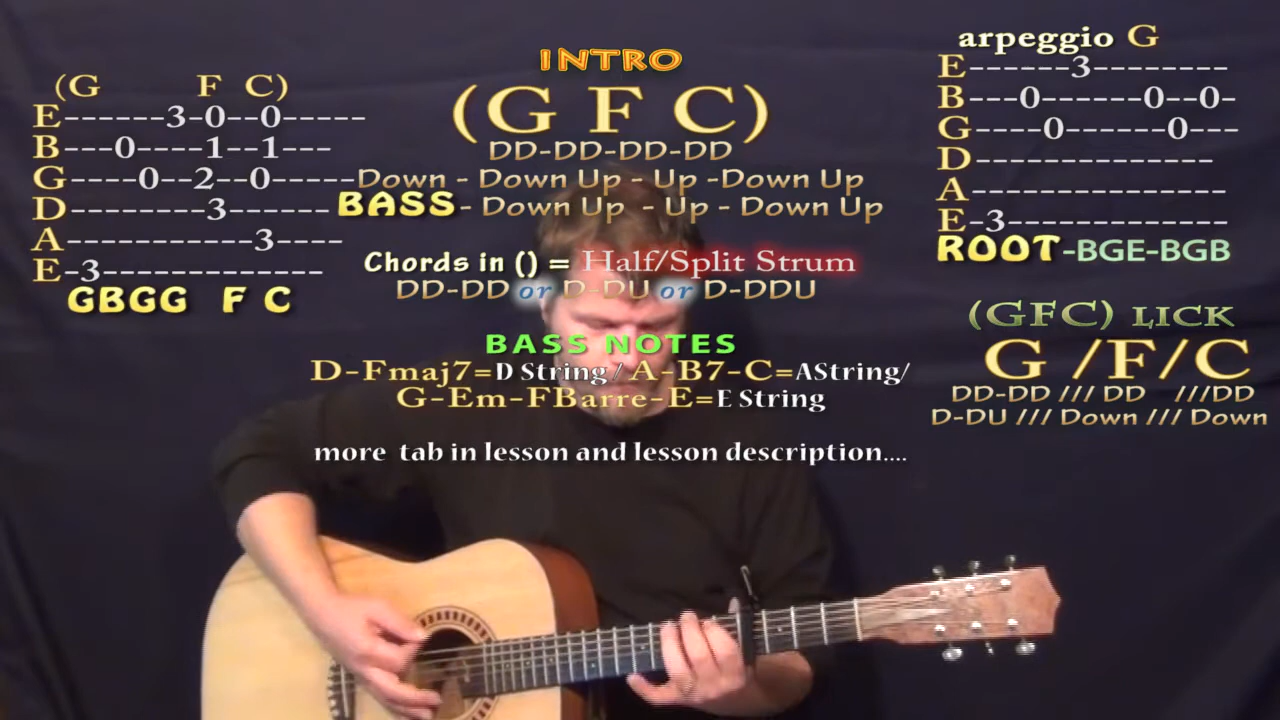 (G F C)
E------3-0--0-----
B---0----1--1---
G----0--2--0-----
D--------3------
A-----------3----
E-3-------------
GBGG F C
INTRO
(G F C)
DD-DD-DD-DD
Down - Down Up - Up -Down Up
BASS- Down Up - Up - Down Up
Chords in () = Half/Split Strum
DD-DD or D-DU or D-DDU
BASS NOTES
D-Fmaj7=D String/ A-B7-C=AString/
G-Em-FBarre-E=E String
more tab in lesson and lesson description....
arpeggio G
E------3--------
B---0------0--0-
G----0------0---
D--------------
A---------------
E-3-------------
ROOT-BGE-BGB
(GFC) LICK
G /F/C
DD-DD /// DD ///DD
D-DU /// Down /// Down